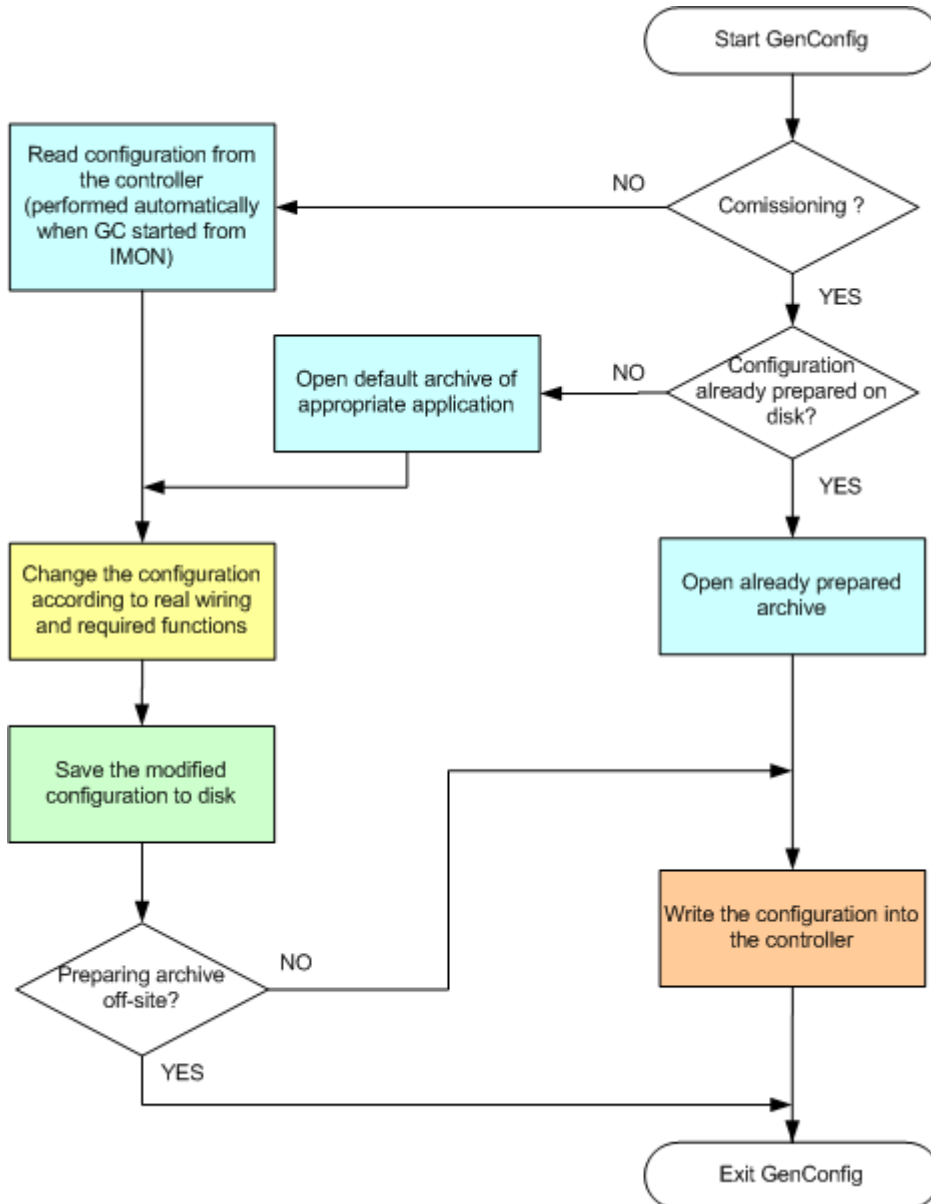 Start GenConfig
Read configuration from
the controller
(performed automatically
when GC started from
IMON)
NO
Comissioning ?
YES
Open default archive of
appropriate application
NO
Configuration
already prepared on
disk?
YES
Change the configuration
according to real wiring
and required functions
Open already prepared
archive
Save the modified
configuration to disk
Write the configuration into
the controller
Preparing archive
off-site?
NO
YES
Exit GenConfig